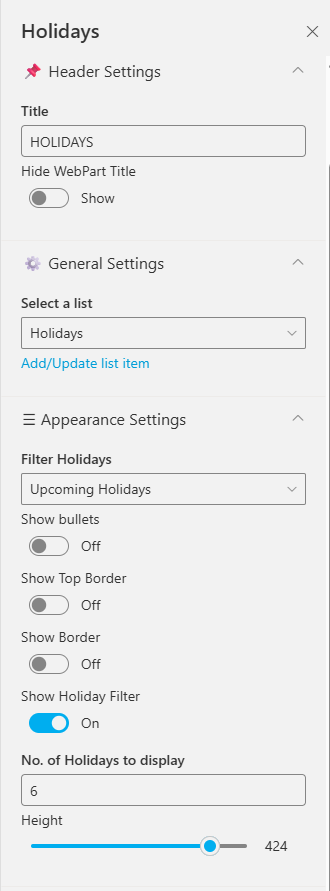 Holidays
Header Settings
Title
HOLIDAYS
Hide WebPart Title
Show
General Settings
Select a list
Holidays
Add/Update list item
Appearance Settings
Filter Holidays
Upcoming Holidays
Show bullets
Off
Show Top Border
Off
Show Border
Off
Show Holiday Filter
On
No. of Holidays to display
6
Height
424